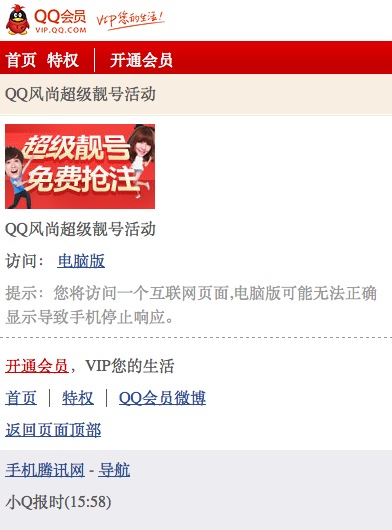 QQ会员 VIP您的生活!
VIP.QQ.COM
首页 特权 | 开通会员
QQ风尚超级靓号活动
超级靓号
免费抢注
QQ风尚超级靓号活动
访问： 电脑版
提示：您将访问一个互联网页面,电脑版可能无法正确
显示导致手机停止响应。
开通会员，VIP您的生活
首页 | 特权 | QQ会员微博
返回页面顶部
手机腾讯网 - 导航
小Q报时(15:58)